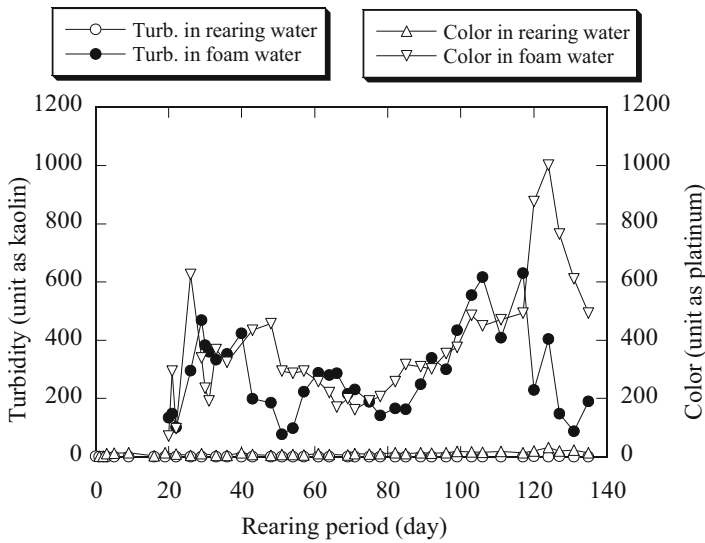 Turb. in rearing water
Turb. in foam water
Color in rearing water
Color in foam water
1200
1000
800
600
400
200
0
Turbidity (unit as kaolin)
1200
1000
800
600
400
200
0
Color (unit as platinum)
0 20 40 60 80 100 120 140
Rearing period (day)